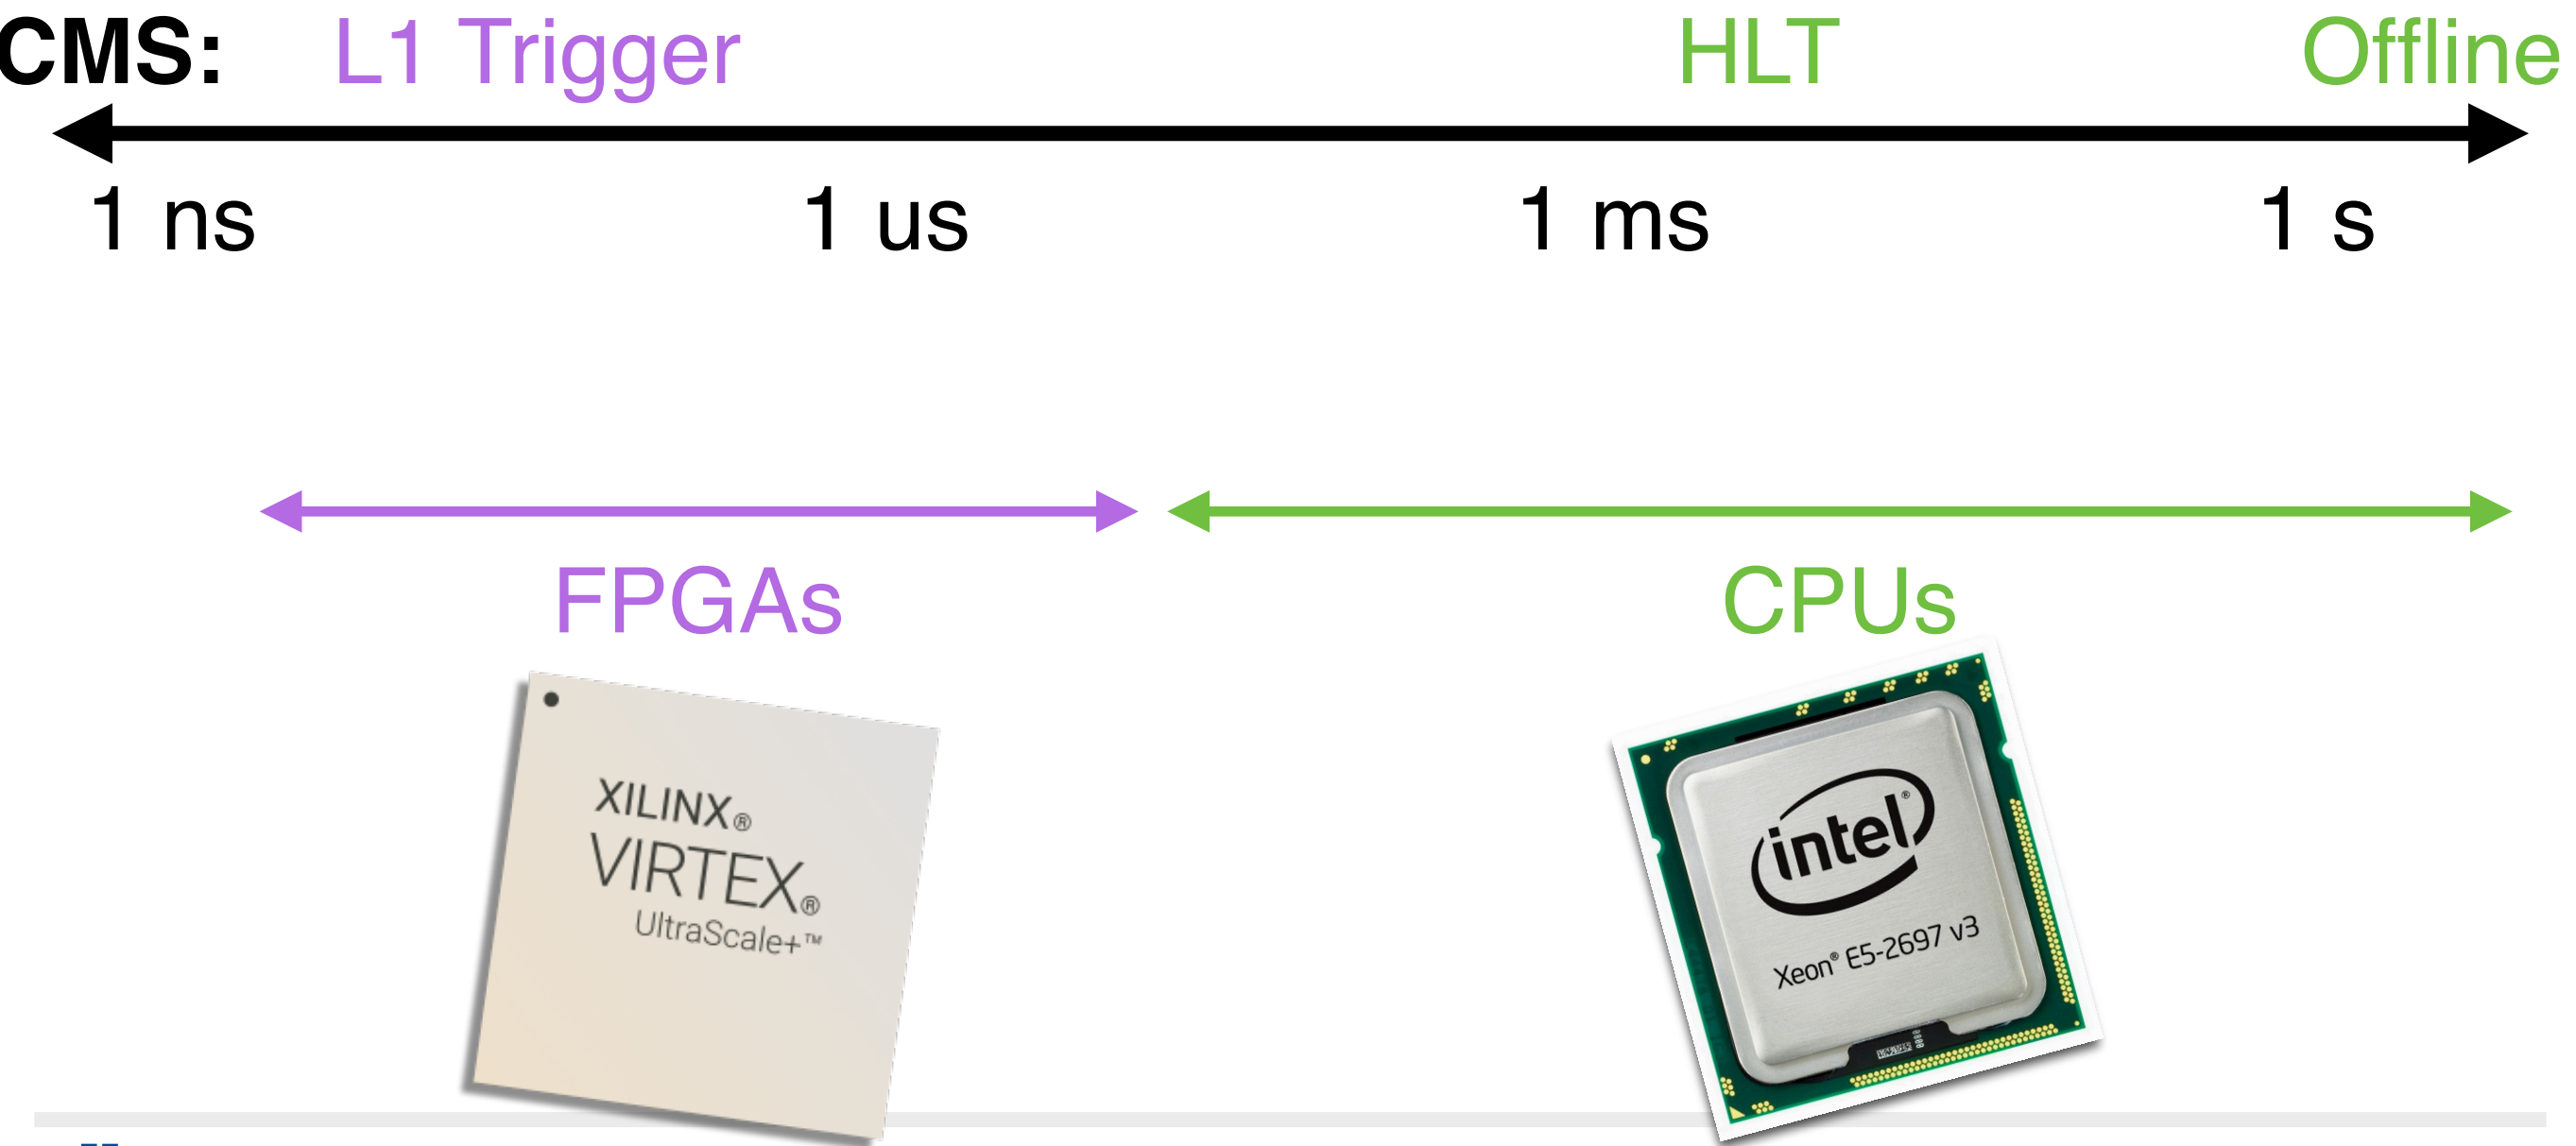 CMS: L1 Trigger HLT Offline
1 ns 1 us 1 ms 1 s
FPGAs CPUs
XILINX®
VIRTEX®
UltraScale+™
intel®
Xeon® E5-2697 v3